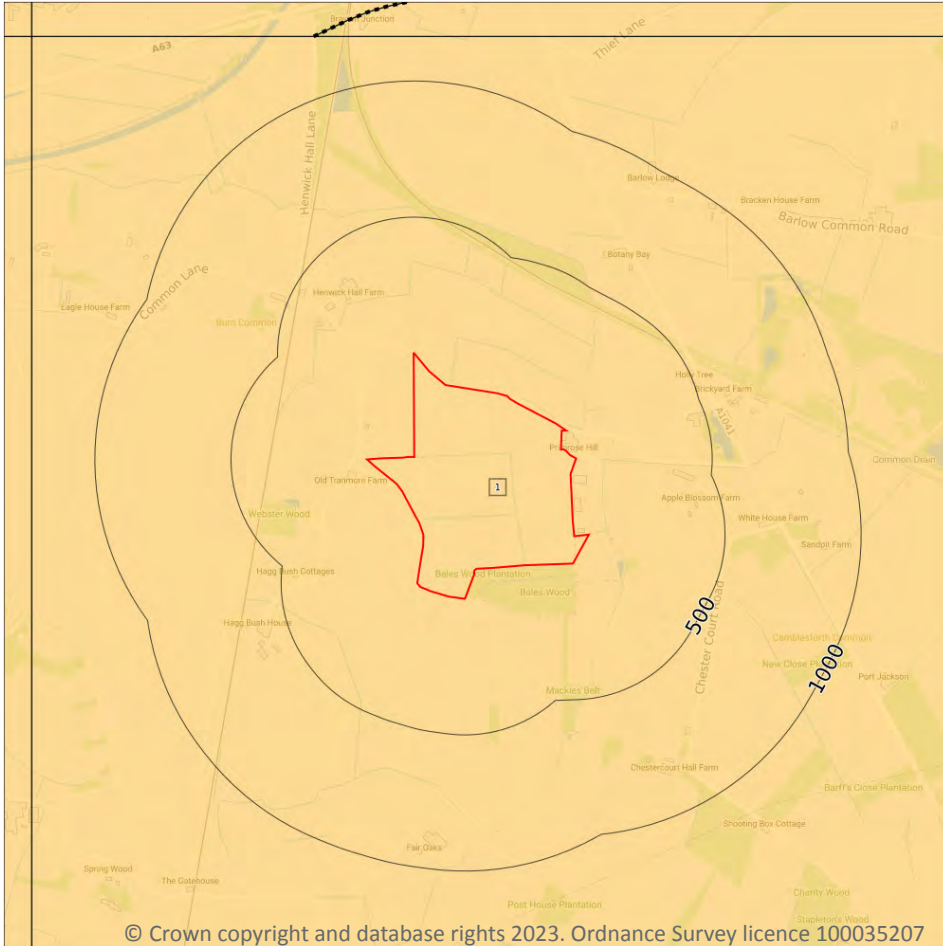 Brayton Junction
A63
Thief Lane
Henwick Hall Lane
Barlow Lodge
Bracken House Farm
Barlow Common Road
Botany Bay
Common Lane
Eagle House Farm
Henwick Hall Farm
Burn Common
Holly Tree
Brickyard Farm
A1041
Primrose Hill
Common Drain
Old Tranmore Farm
1
Apple Blossom Farm
Webster Wood
White House Farm
Sandpit Farm
Hagg Bush Cottages
Bales Wood Plantation
Bales Wood
500
Hagg Bush House
Chester Court Road
Camblesforth Common
New Close Plantation
1000
Port Jackson
Mackies Belt
Chestercourt Hall Farm
Barff's Close Plantation
Shooting Box Cottage
Fair Oaks
Spring Wood
The Gatehouse
Charity Wood
Post House Plantation
Stapleton's Wood
© Crown copyright and database rights 2023. Ordnance Survey licence 100035207